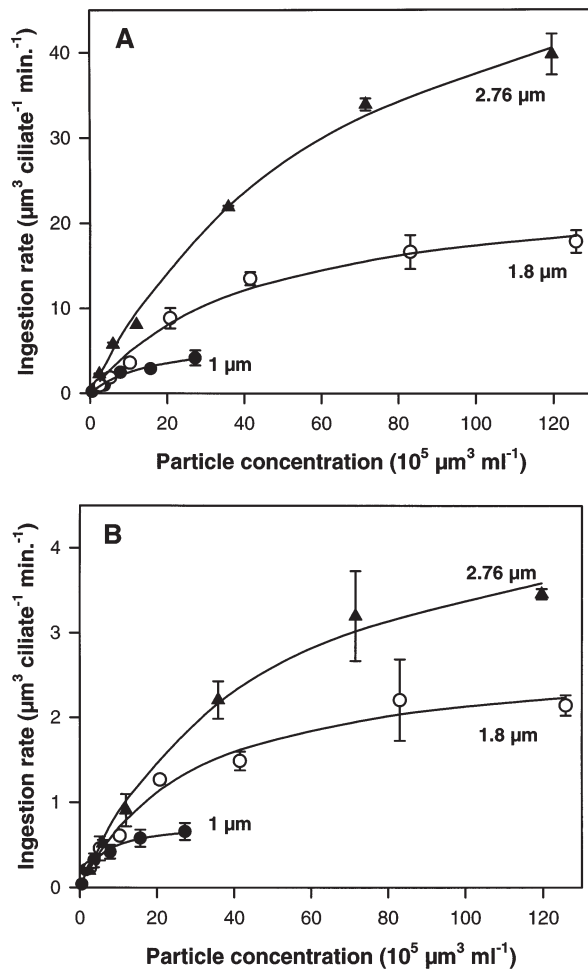 A
40
30
20
10
0
2.76 µm
1.8 µm
1 µm
0 20 40 60 80 100 120
Particle concentration (10⁵ µm³ ml⁻¹)
Ingestion rate (µm³ ciliate⁻¹ min.⁻¹)
B
4
3
2
1
0
2.76 µm
1.8 µm
1 µm
0 20 40 60 80 100 120
Particle concentration (10⁵ µm³ ml⁻¹)
Ingestion rate (µm³ ciliate⁻¹ min.⁻¹)